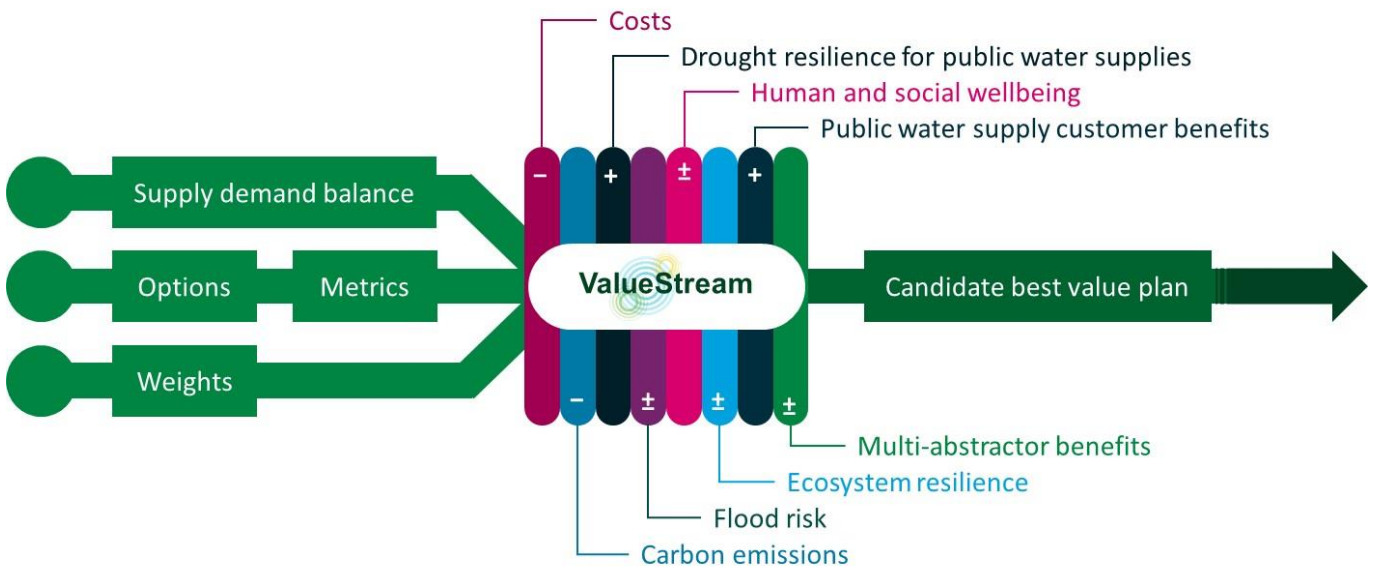 Costs
Drought resilience for public water supplies
Human and social wellbeing
Public water supply customer benefits
− + ± +
Supply demand balance
Options
Metrics
ValueStream
Candidate best value plan
Weights
− ± ± ±
Multi-abstractor benefits
Ecosystem resilience
Flood risk
Carbon emissions